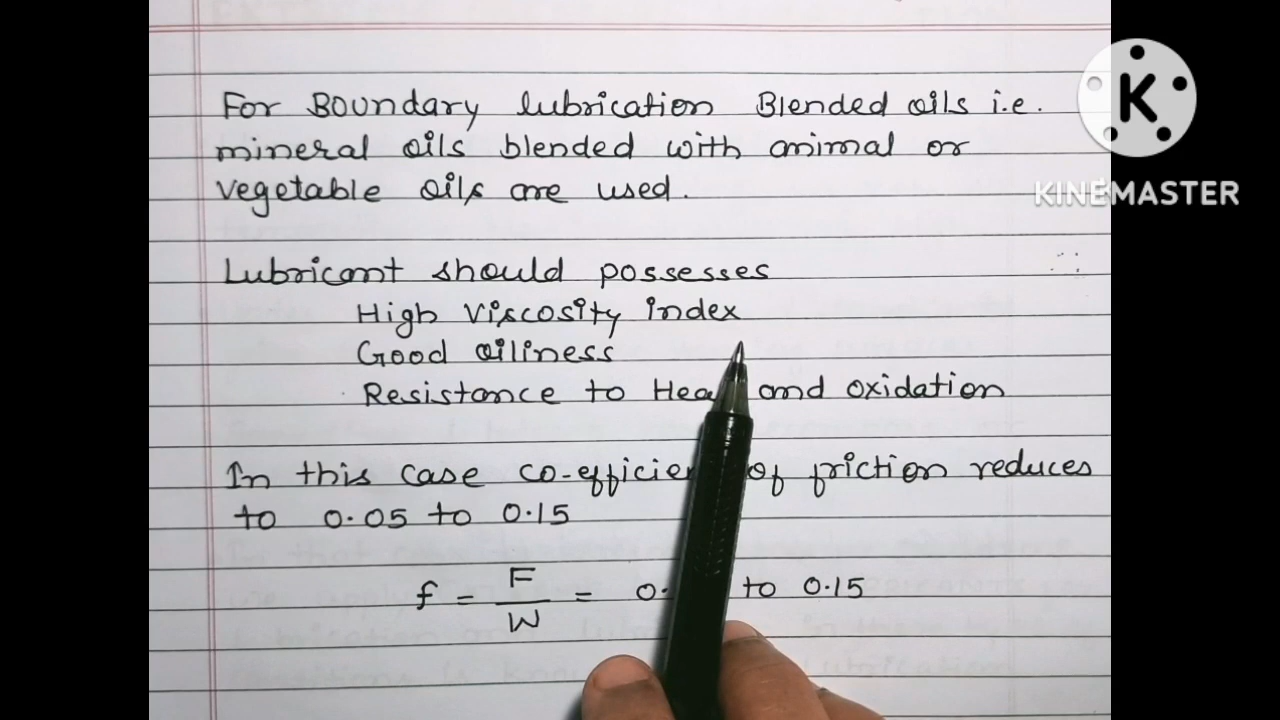 For Boundary lubrication Blended oils i.e.
mineral oils blended with animal or
vegetable oils are used.
Lubricant should possesses
High Viscosity index
Good oiliness
Resistance to and oxidation
In this case of friction reduces
to 0.05 to 0.15
f = F/W = to 0.15
K
KINEMASTER